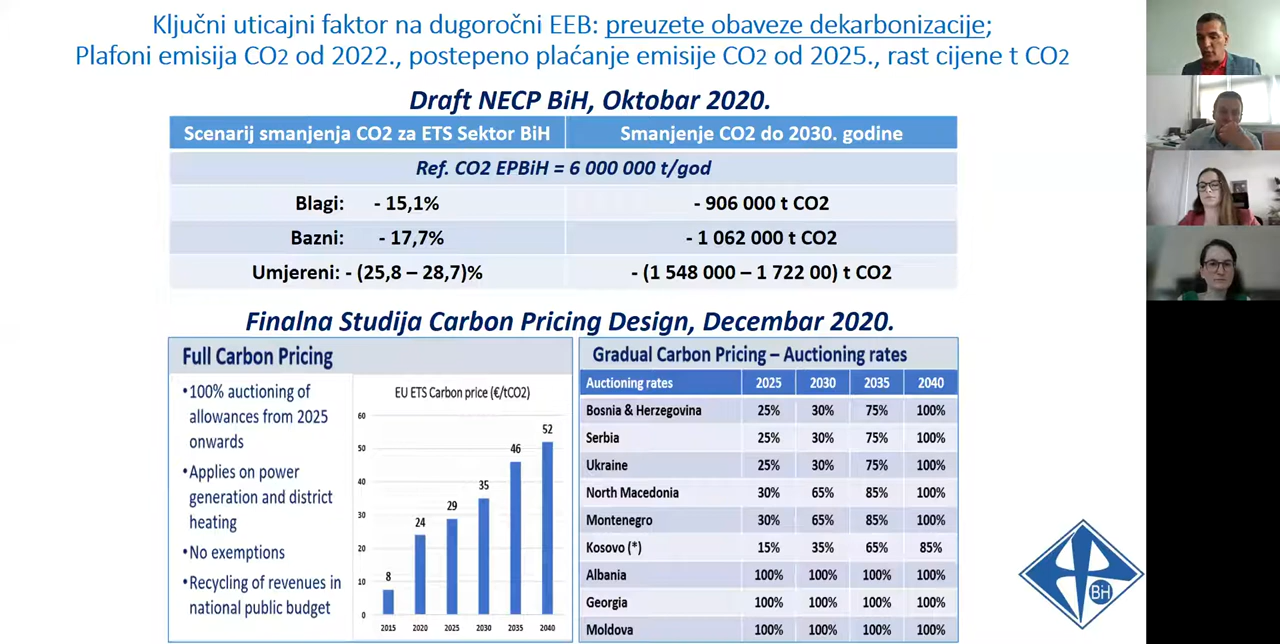 Ključni uticajni faktor na dugoročni EEB: preuzete obaveze dekarbonizacije;
Plafoni emisija CO2 od 2022., postepeno plaćanje emisije CO2 od 2025., rast cijene t CO2
Draft NECP BiH, Oktobar 2020.
Scenarij smanjenja CO2 za ETS Sektor BiH Smanjenje CO2 do 2030. godine
Ref. CO2 EPBiH = 6 000 000 t/god
Blagi: - 15,1% - 906 000 t CO2
Bazni: - 17,7% - 1 062 000 t CO2
Umjereni: - (25,8 – 28,7)% - (1 548 000 – 1 722 00) t CO2
Finalna Studija Carbon Pricing Design, Decembar 2020.
Full Carbon Pricing
•100% auctioning of
allowances from 2025
onwards
•Applies on power
generation and district
heating
•No exemptions
•Recycling of revenues in
national public budget
EU ETS Carbon price (€/tCO2)
60
50
40
30
20
10
0
8
24
29
35
46
52
2015 2020 2025 2030 2035 2040
Gradual Carbon Pricing – Auctioning rates
Auctioning rates 2025 2030 2035 2040
Bosnia & Herzegovina 25% 30% 75% 100%
Serbia 25% 30% 75% 100%
Ukraine 25% 30% 75% 100%
North Macedonia 30% 65% 85% 100%
Montenegro 30% 65% 85% 100%
Kosovo (*) 15% 35% 65% 85%
Albania 100% 100% 100% 100%
Georgia 100% 100% 100% 100%
Moldova 100% 100% 100% 100%
BiH